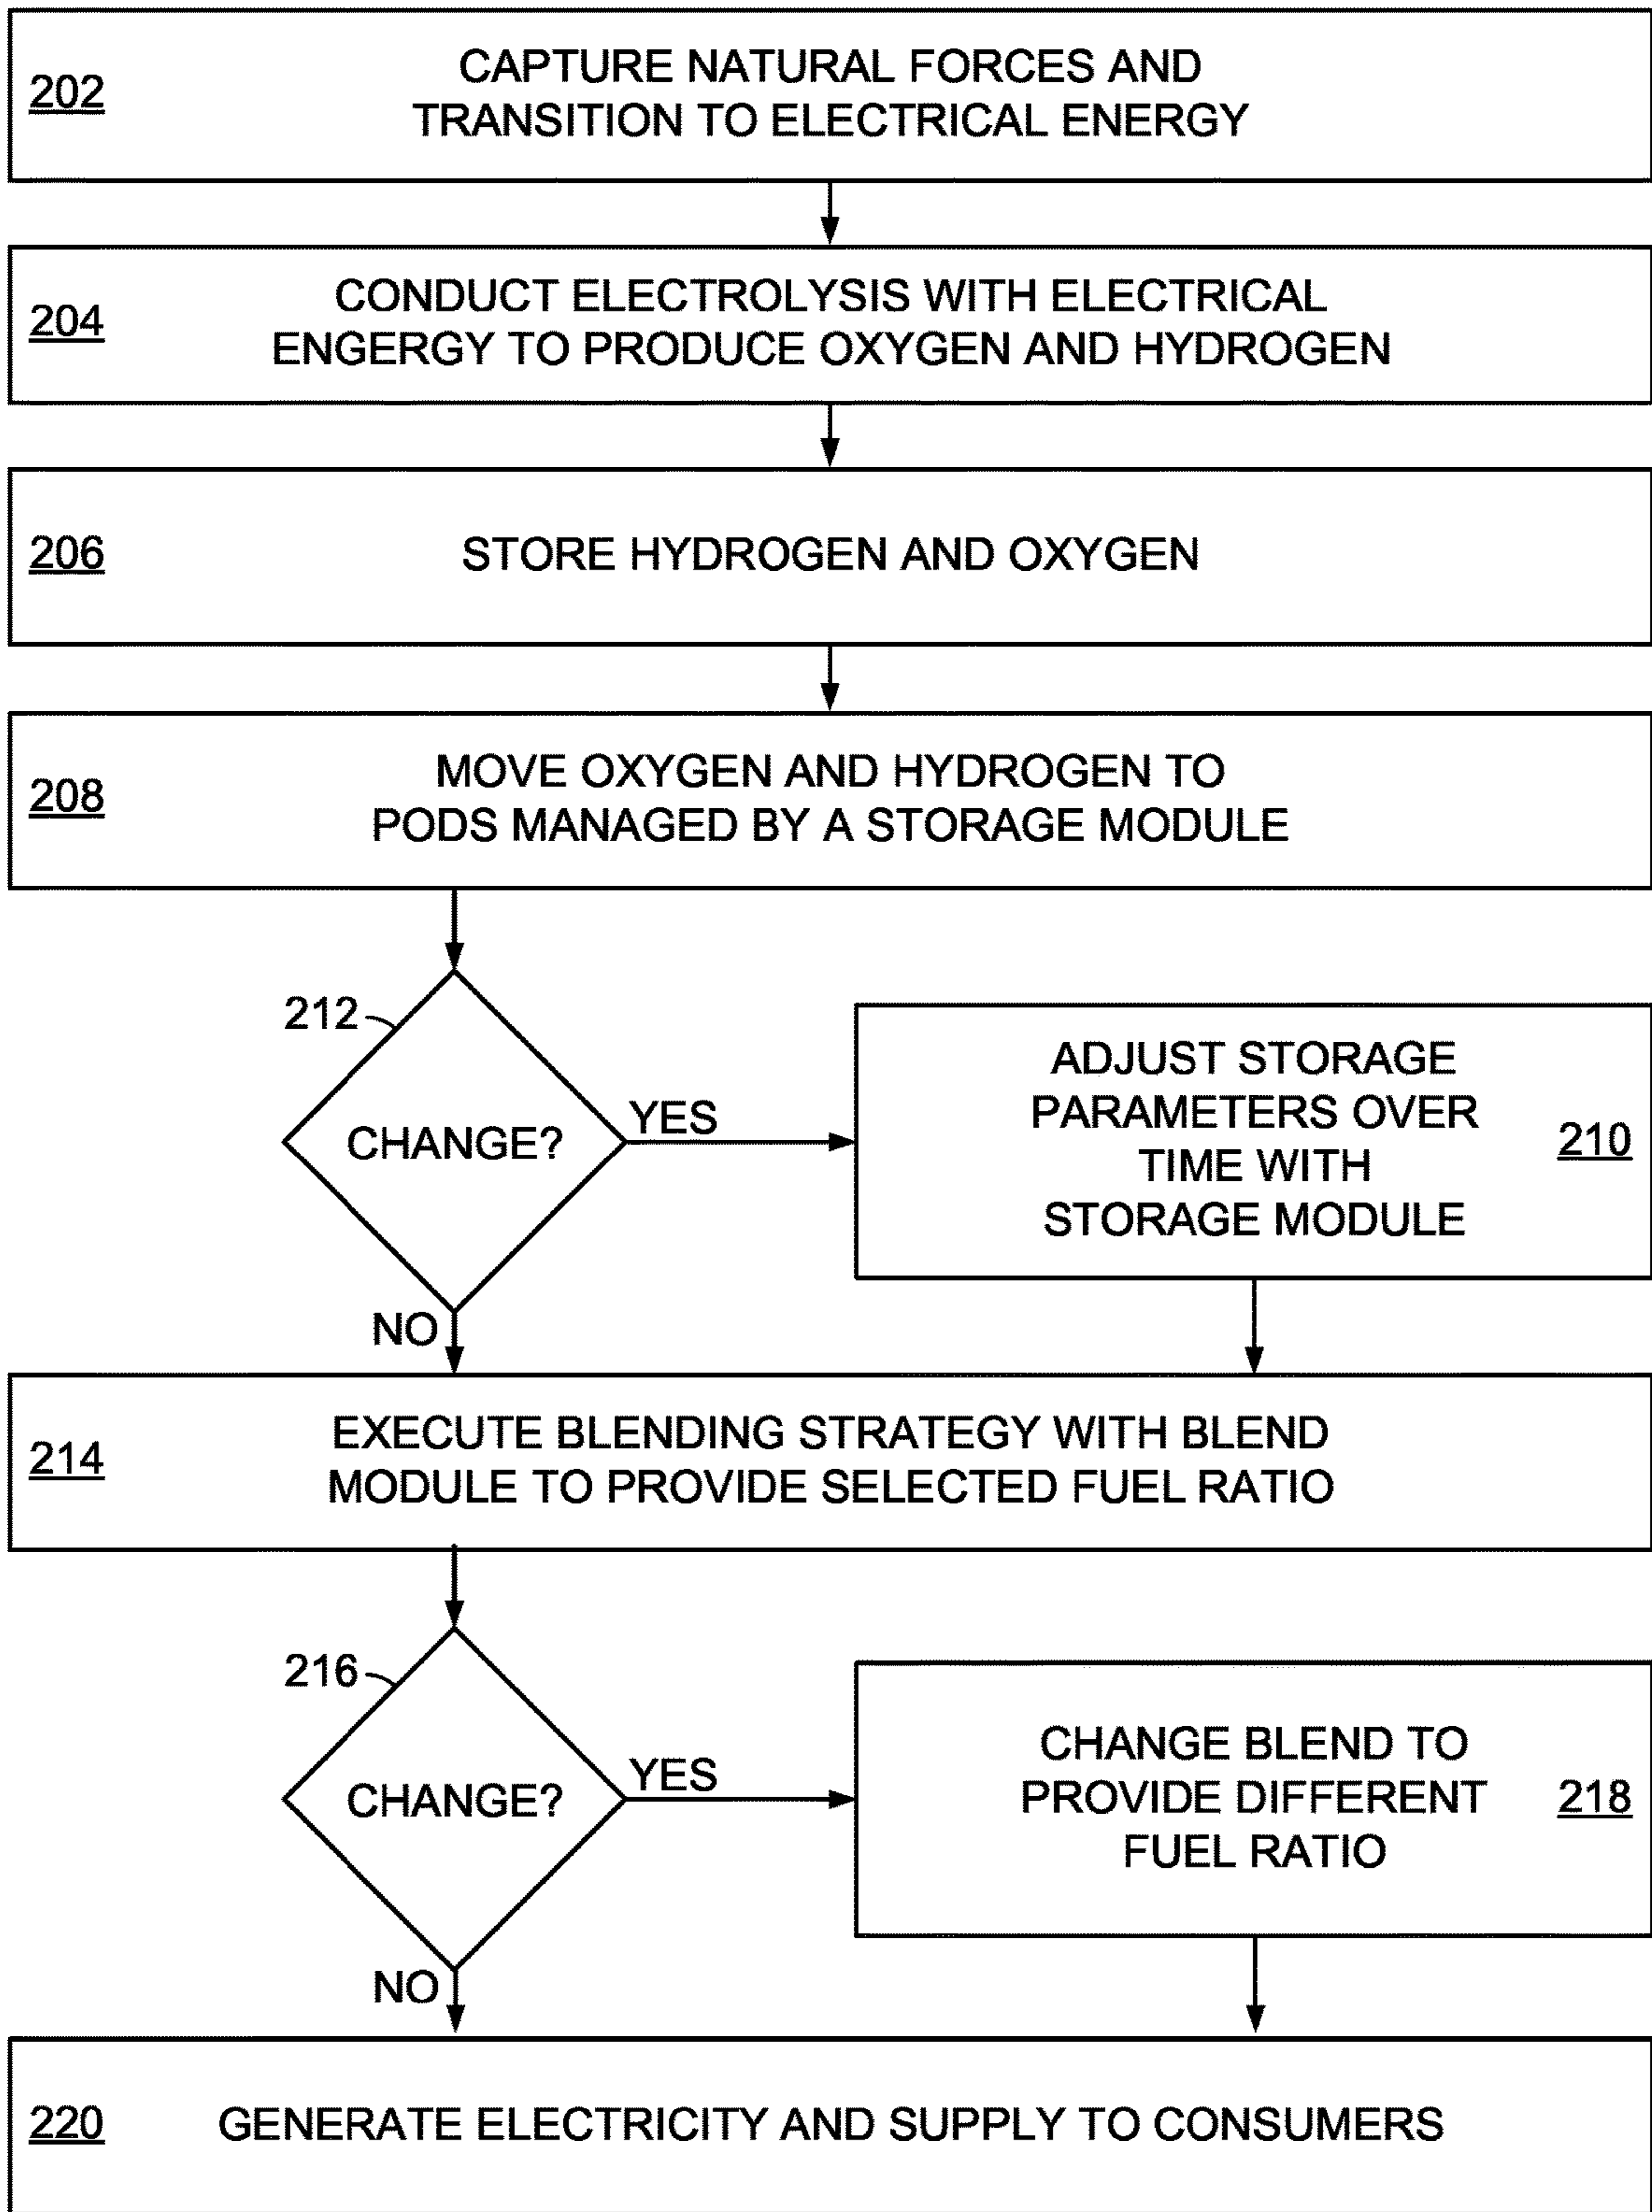 202
CAPTURE NATURAL FORCES AND
TRANSITION TO ELECTRICAL ENERGY
204
CONDUCT ELECTROLYSIS WITH ELECTRICAL
ENGERGY TO PRODUCE OXYGEN AND HYDROGEN
206
STORE HYDROGEN AND OXYGEN
208
MOVE OXYGEN AND HYDROGEN TO
PODS MANAGED BY A STORAGE MODULE
212
CHANGE?
YES
NO
ADJUST STORAGE
PARAMETERS OVER
TIME WITH
STORAGE MODULE
210
214
EXECUTE BLENDING STRATEGY WITH BLEND
MODULE TO PROVIDE SELECTED FUEL RATIO
216
CHANGE?
YES
NO
CHANGE BLEND TO
PROVIDE DIFFERENT
FUEL RATIO
218
220
GENERATE ELECTRICITY AND SUPPLY TO CONSUMERS